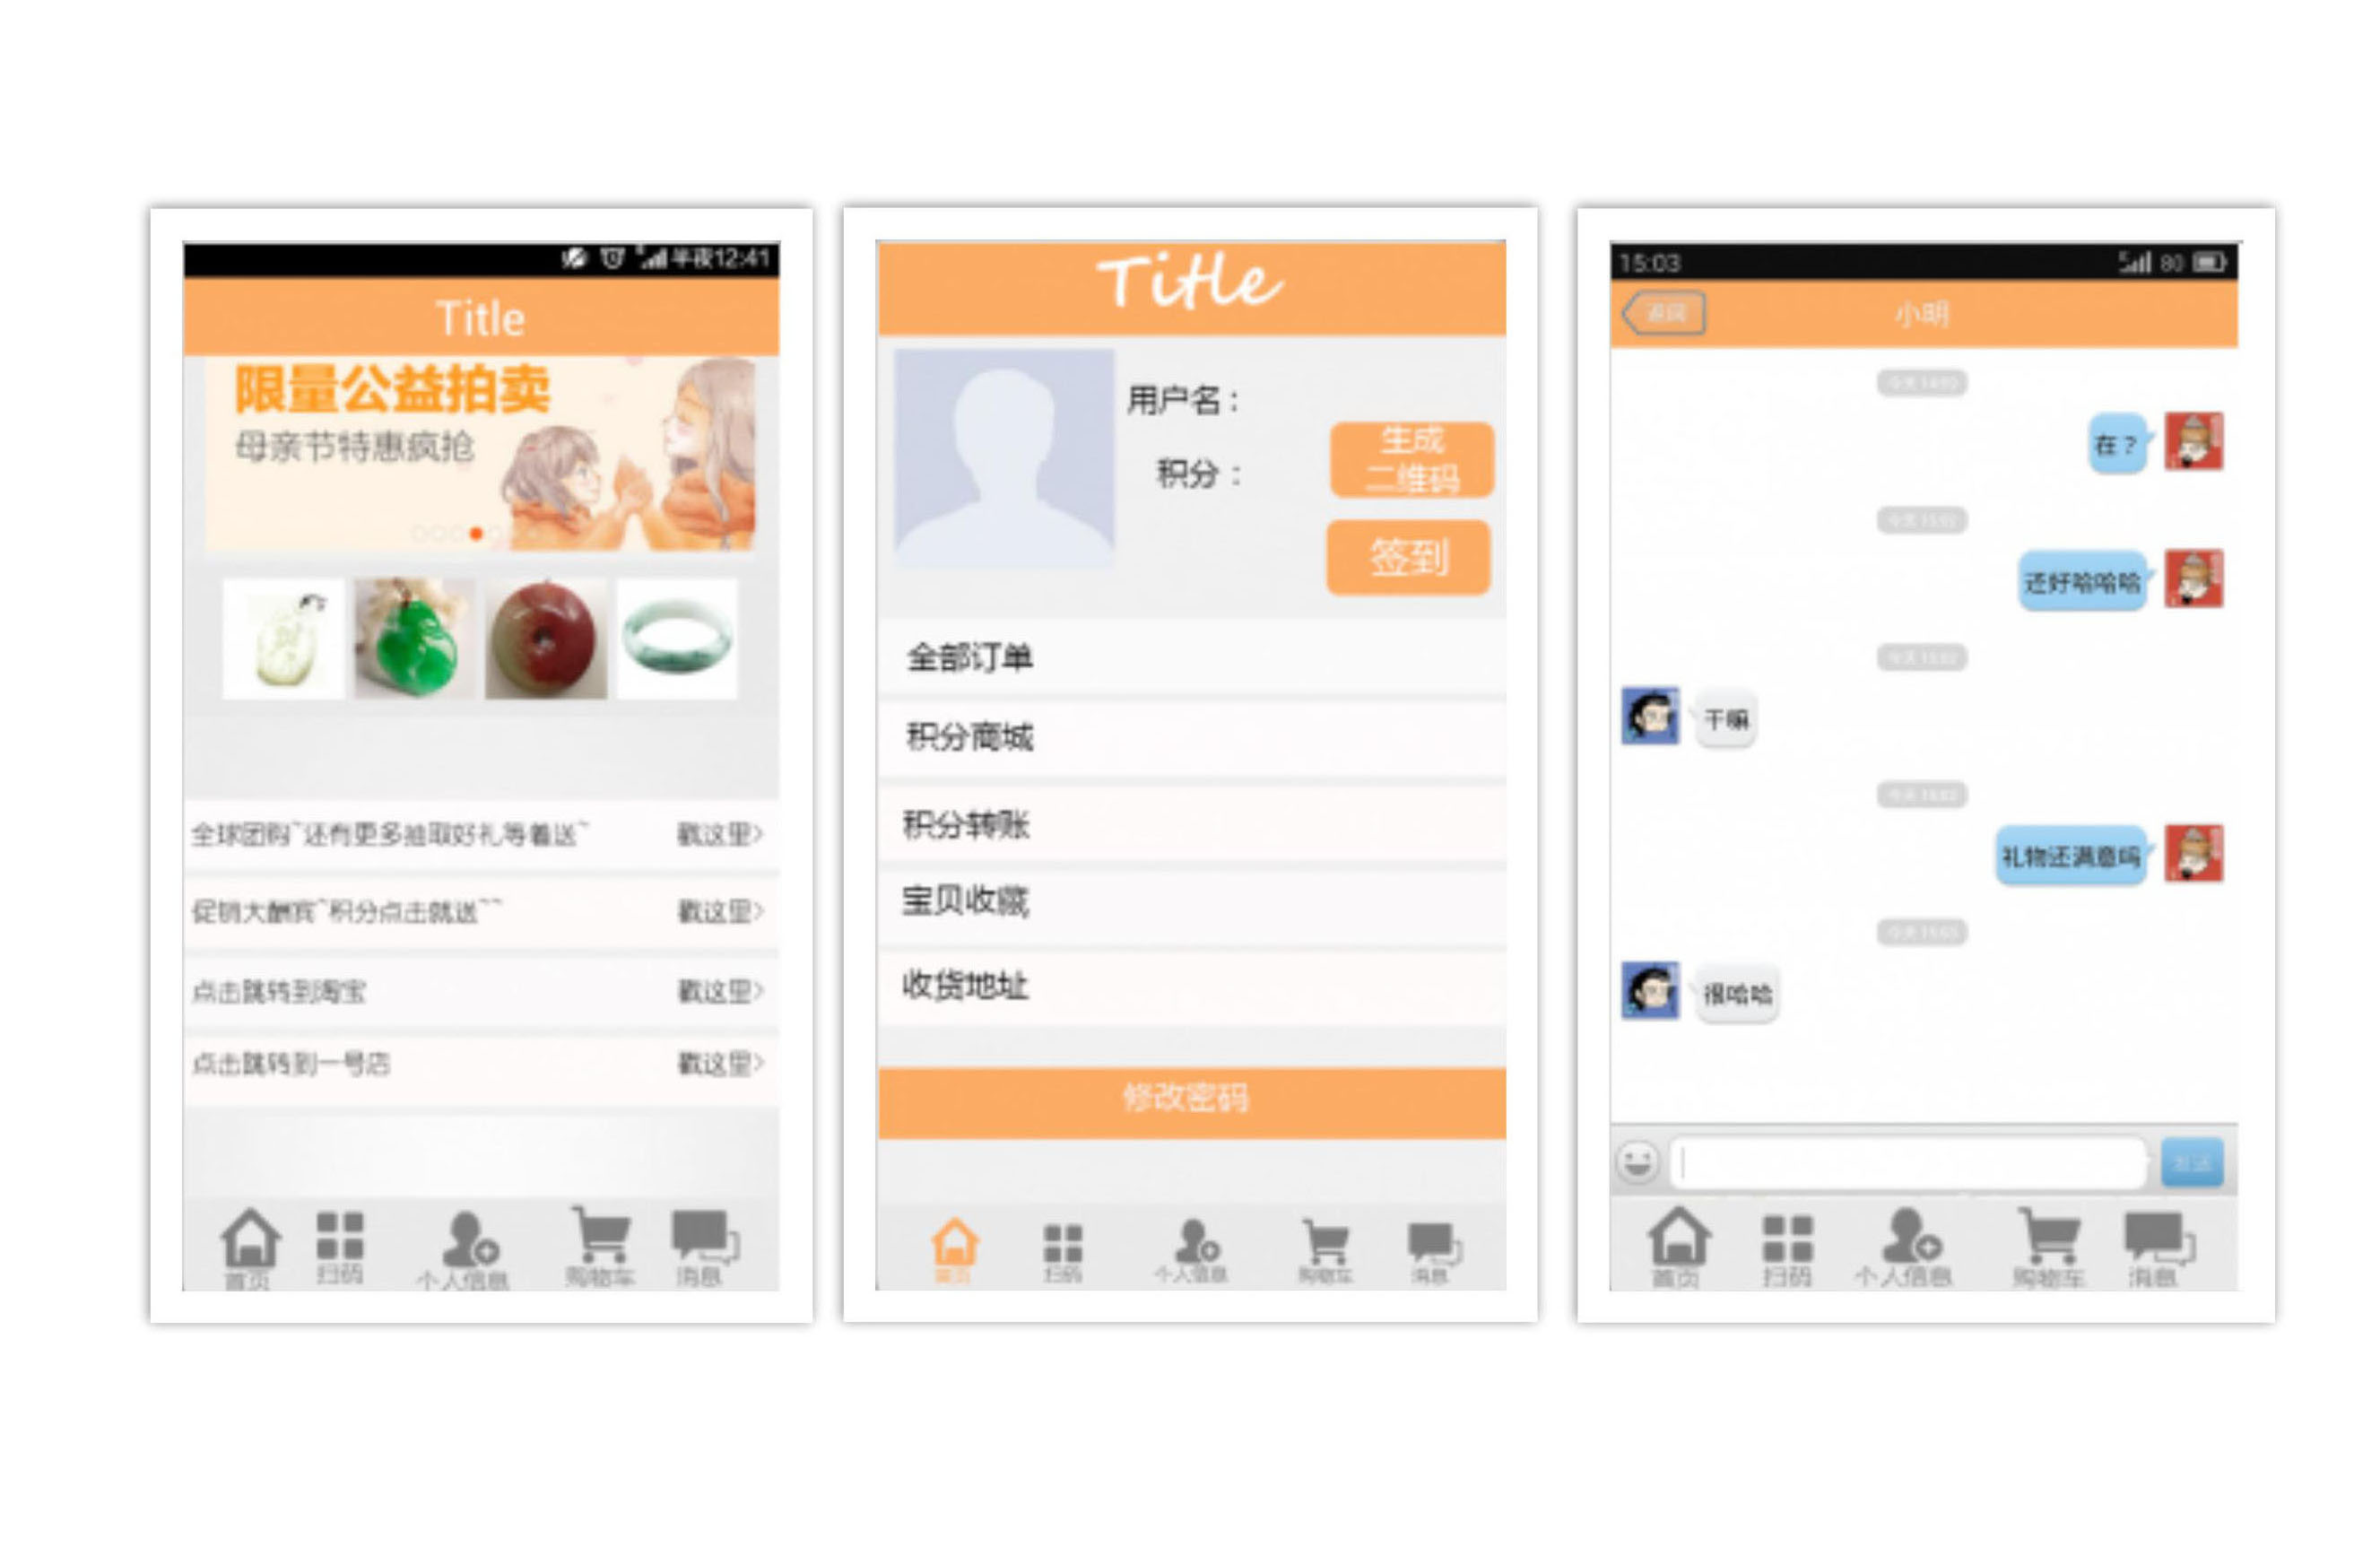 半夜12:41
Title
限量公益拍卖
母亲节特惠疯抢
全球团购~还有更多抽取好礼等着送~ 戳这里>
促销大酬宾~积分点击就送~~ 戳这里>
点击跳转到淘宝 戳这里>
点击跳转到一号店 戳这里>
首页 扫码 个人信息 购物车 消息
Title
用户名：
积分：
生成
二维码
签到
全部订单
积分商城
积分转账
宝贝收藏
收货地址
修改密码
首页 扫码 个人信息 购物车 消息
15:03 80
返回 小明
在？
还好哈哈哈
干嘛
礼物还满意吗
很哈哈
发送
首页 扫码 个人信息 购物车 消息